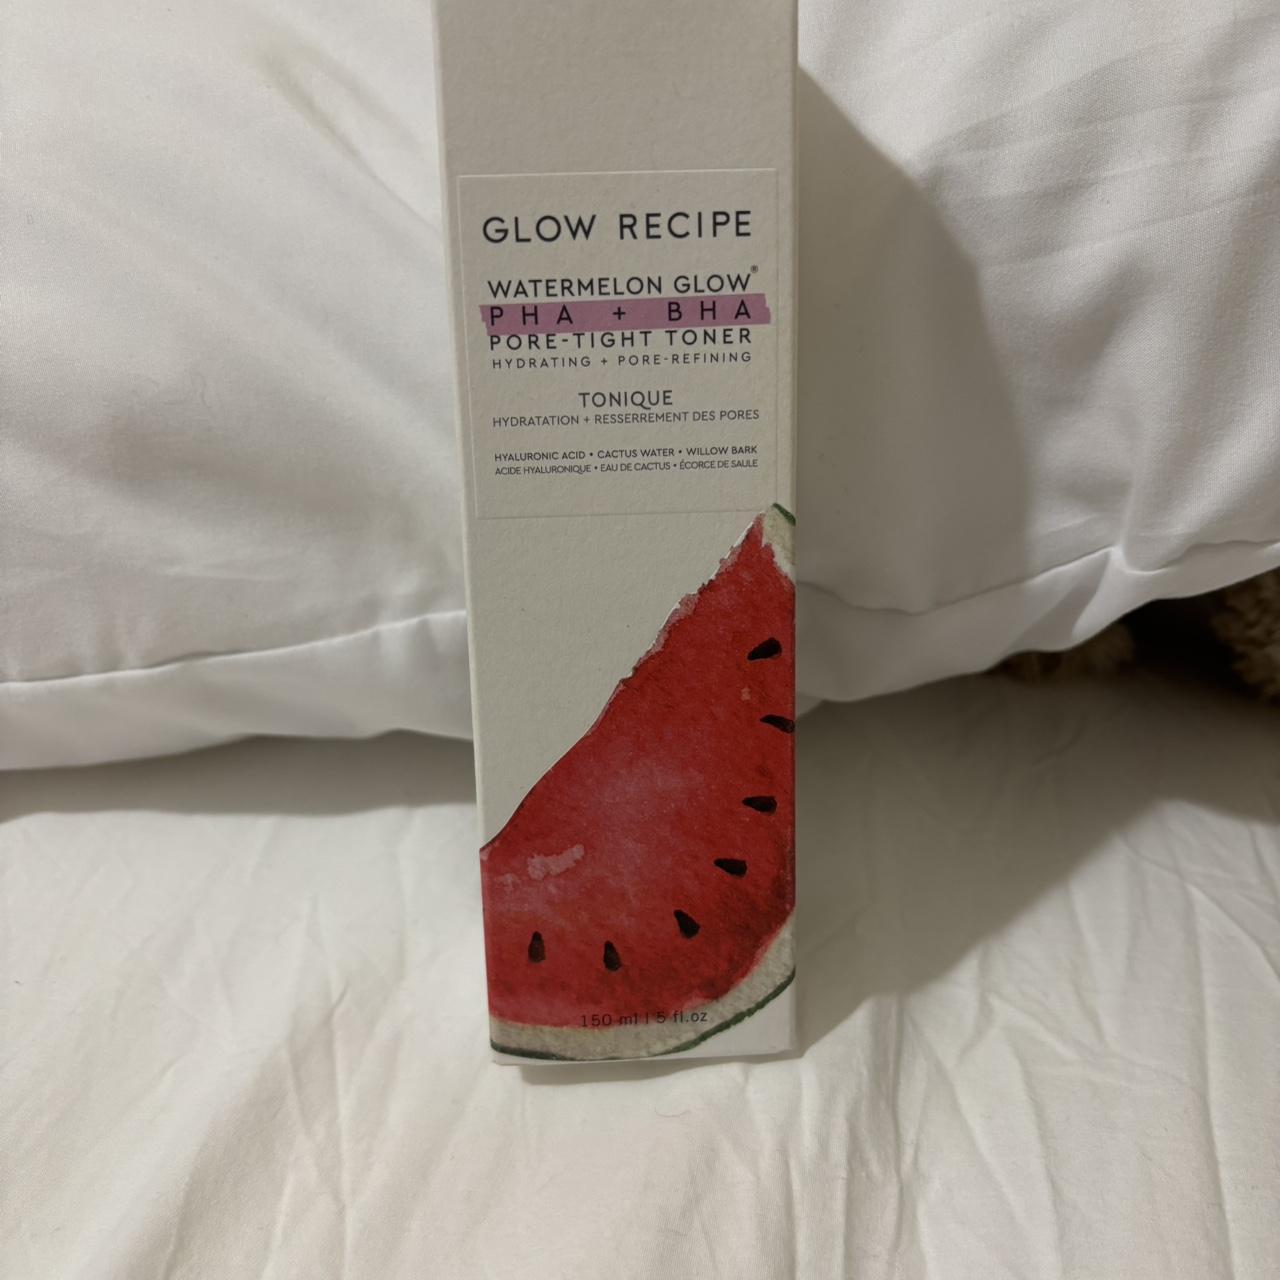 GLOW RECIPE
WATERMELON GLOW®
PHA + BHA
PORE-TIGHT TONER
HYDRATING + PORE-REFINING
TONIQUE
HYDRATATION + RESSERREMENT DES PORES
HYALURONIC ACID • CACTUS WATER • WILLOW BARK
ACIDE HYALURONIQUE • EAU DE CACTUS • ÉCORCE DE SAULE
150 ml | 5 fl.oz